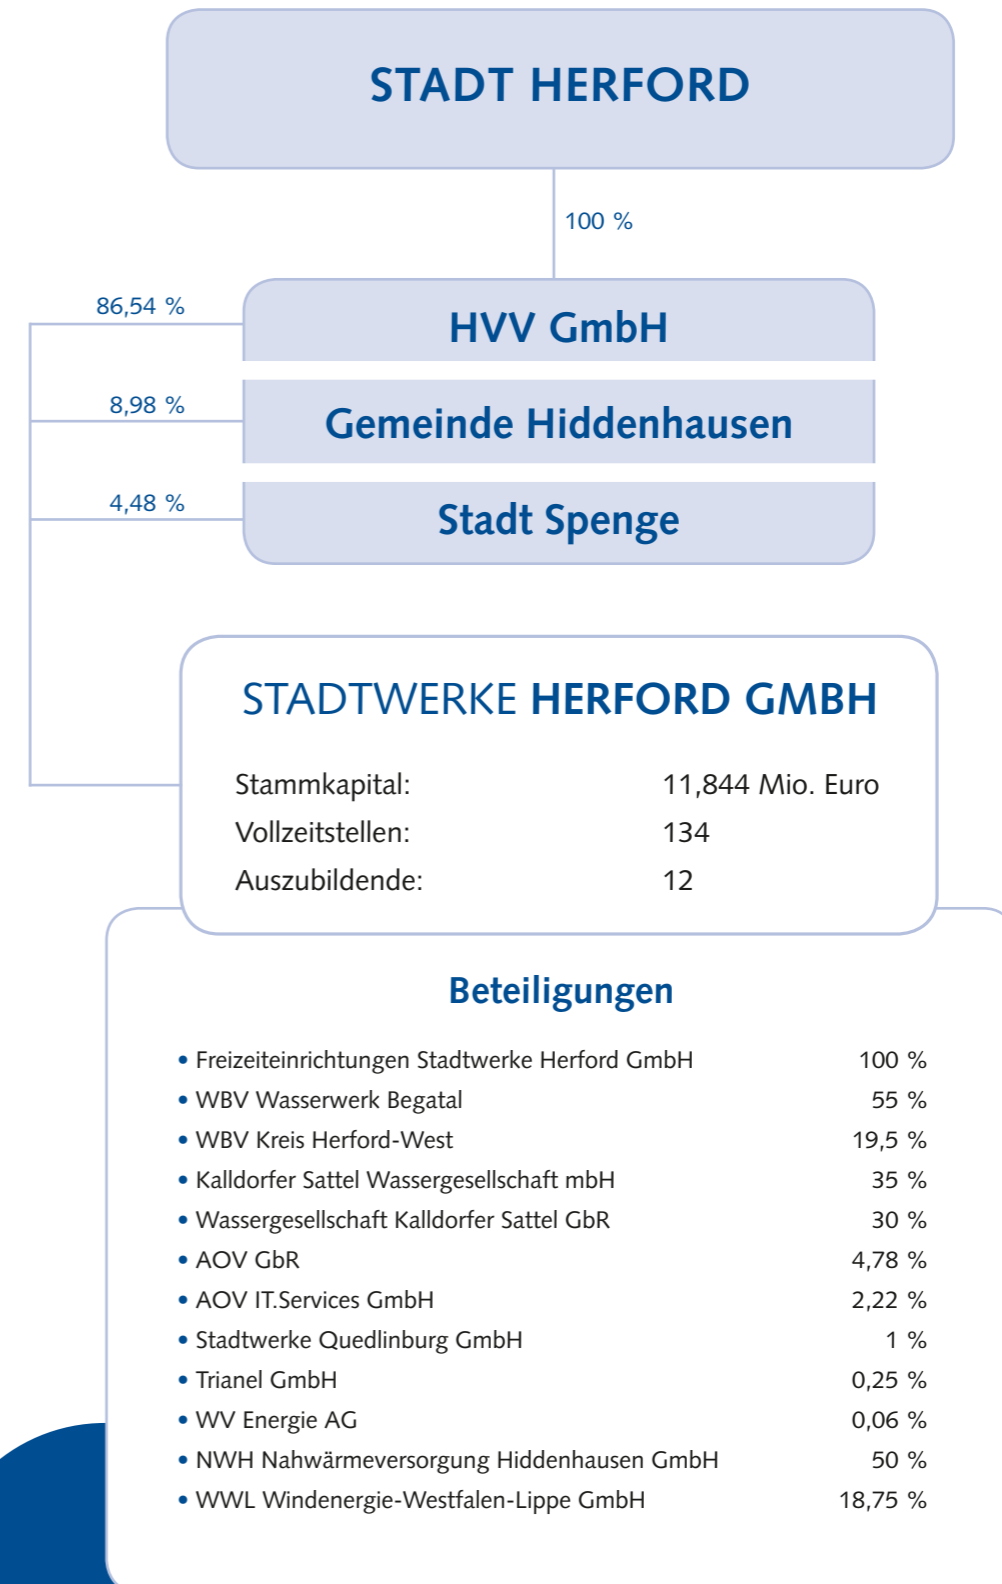 STADT HERFORD
100 %
86,54 %
HVV GmbH
8,98 %
Gemeinde Hiddenhausen
4,48 %
Stadt Spenge
STADTWERKE HERFORD GMBH
Stammkapital: 11,844 Mio. Euro
Vollzeitstellen: 134
Auszubildende: 12
Beteiligungen
• Freizeiteinrichtungen Stadtwerke Herford GmbH 100 %
• WBV Wasserwerk Begatal 55 %
• WBV Kreis Herford-West 19,5 %
• Kalldorfer Sattel Wassergesellschaft mbH 35 %
• Wassergesellschaft Kalldorfer Sattel GbR 30 %
• AOV GbR 4,78 %
• AOV IT.Services GmbH 2,22 %
• Stadtwerke Quedlinburg GmbH 1 %
• Trianel GmbH 0,25 %
• WV Energie AG 0,06 %
• NWH Nahwärmeversorgung Hiddenhausen GmbH 50 %
• WWL Windenergie-Westfalen-Lippe GmbH 18,75 %